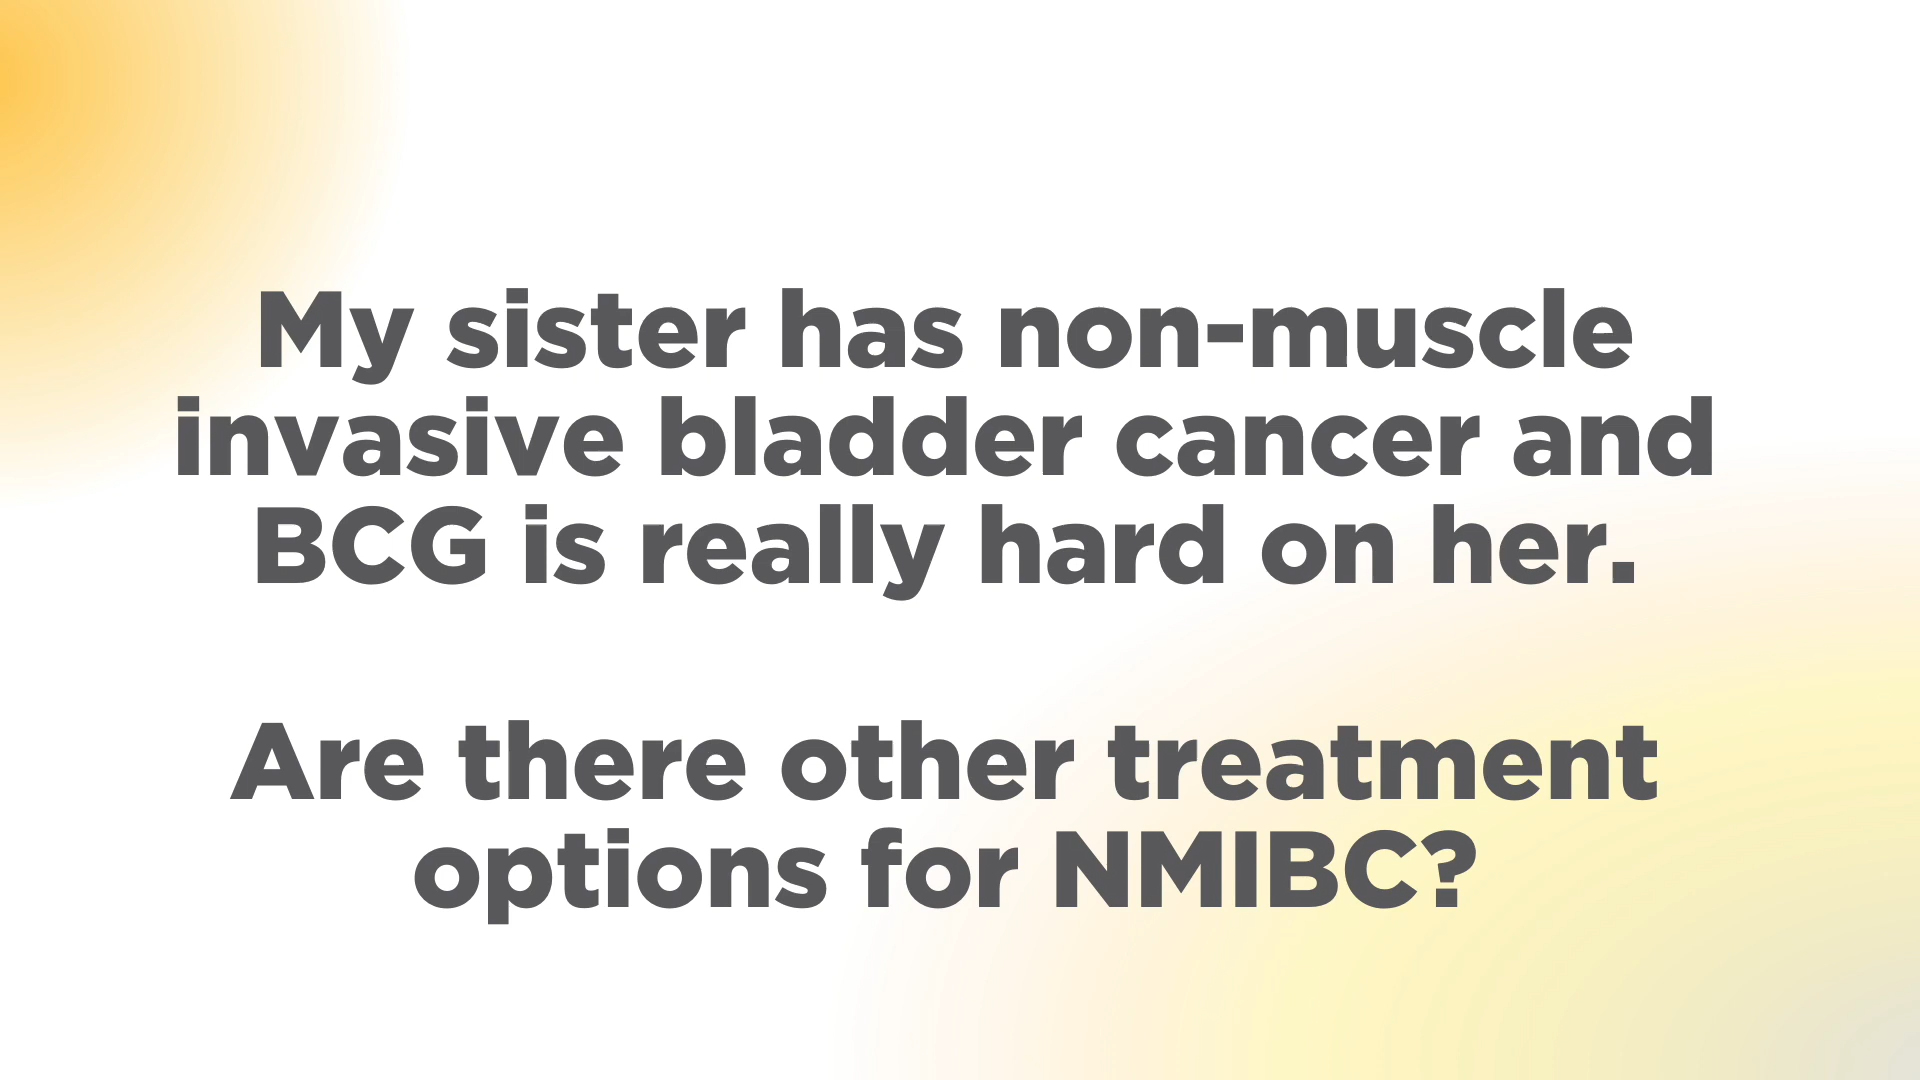 My sister has non-muscle
invasive bladder cancer and
BCG is really hard on her.
Are there other treatment
options for NMIBC?